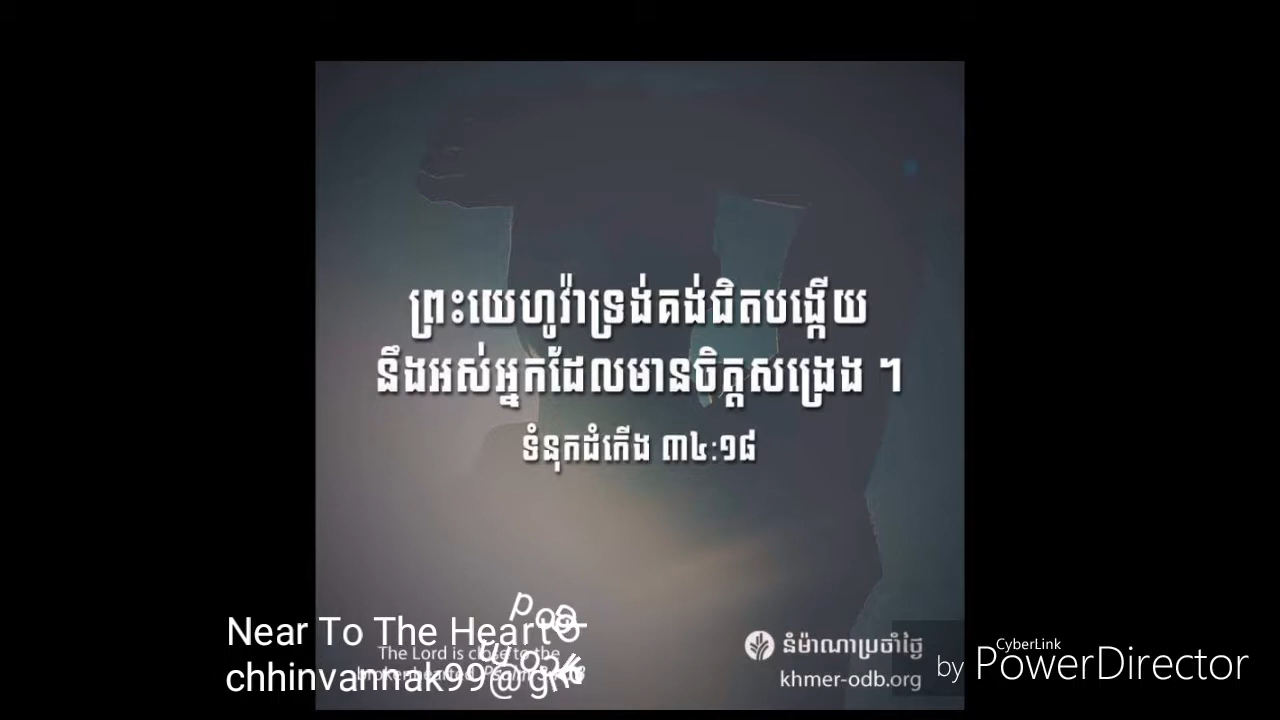 ព្រះយេហូវ៉ាទ្រង់គង់ជិតបង្កើយ
នឹងអស់អ្នកដែលមានចិត្តសង្រេង ។
ទំនុកដំកើង ៣៤:១៨
Near To The Heart
The Lord is close to the
chhinvannak99@
នំម៉ាណាប្រចាំថ្ងៃ
khmer-odb.org
by CyberLink PowerDirector